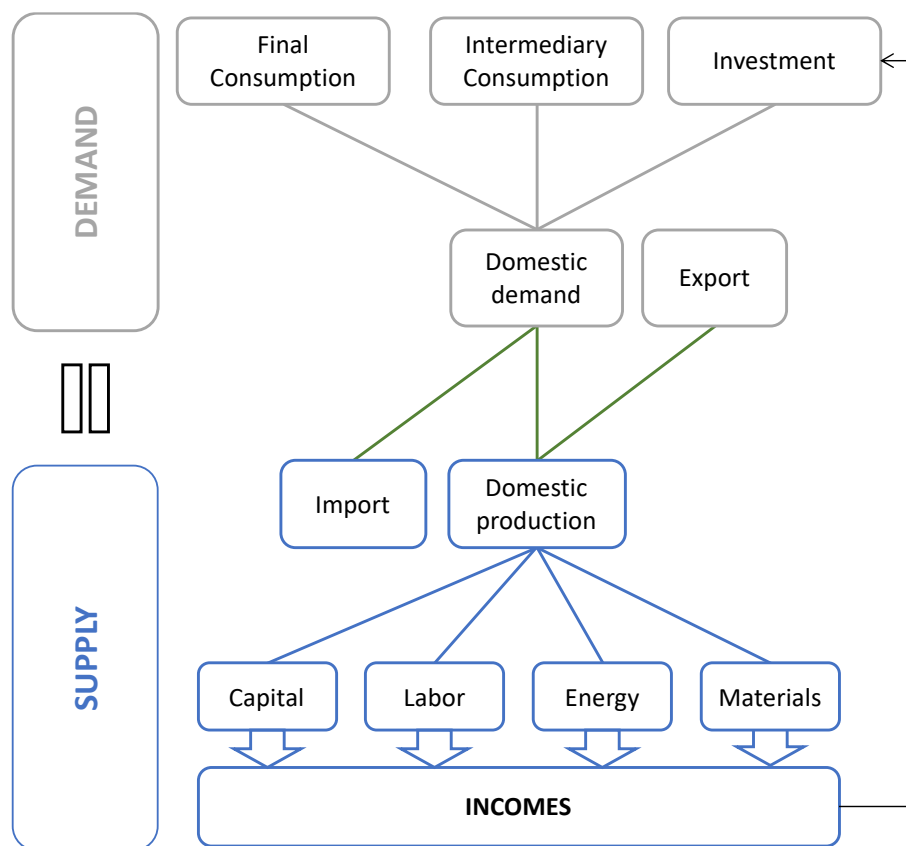 DEMAND
Final
Consumption
Intermediary
Consumption
Investment
Domestic
demand
Export
SUPPLY
Import
Domestic
production
Capital
Labor
Energy
Materials
INCOMES